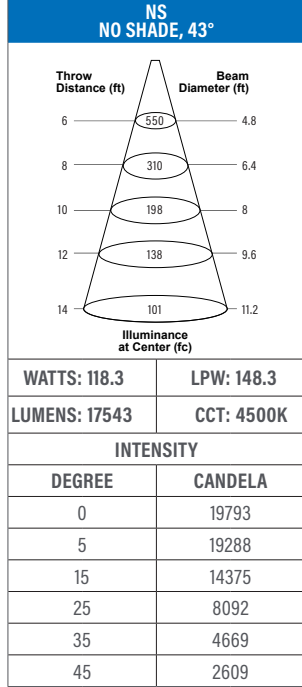 NS
NO SHADE, 43°
Throw Distance (ft)
Beam Diameter (ft)
6 550 4.8
8 310 6.4
10 198 8
12 138 9.6
14 101 11.2
Illuminance
at Center (fc)
WATTS: 118.3 LPW: 148.3
LUMENS: 17543 CCT: 4500K
INTENSITY
DEGREE CANDELA
0 19793
5 19288
15 14375
25 8092
35 4669
45 2609